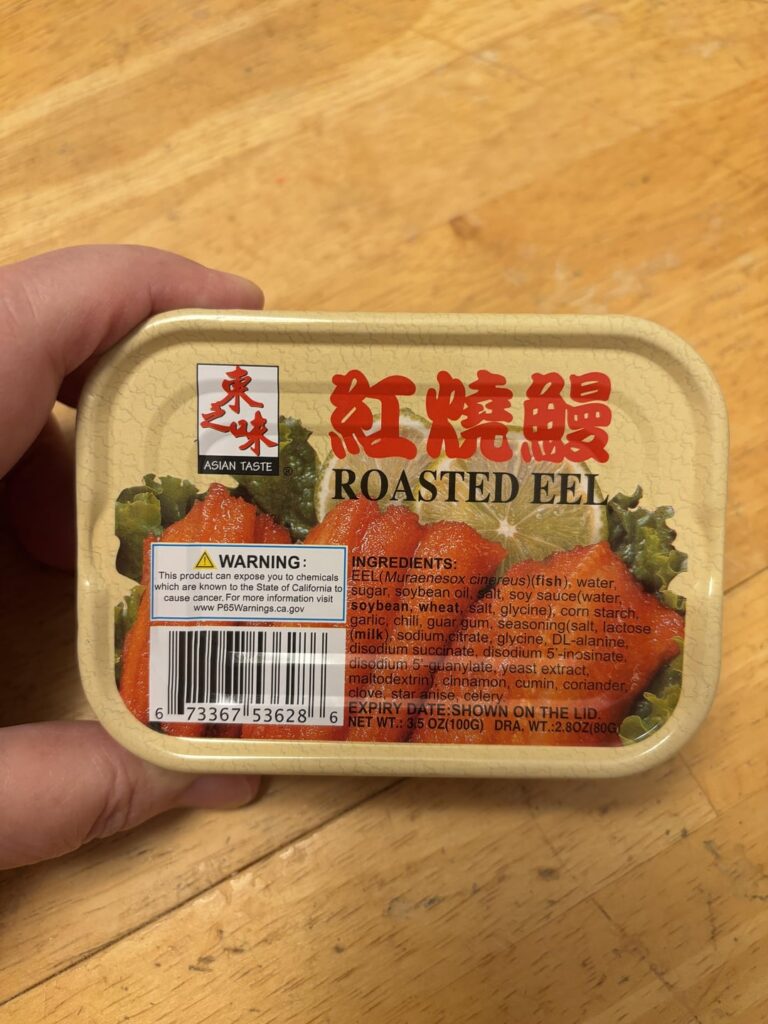 東之味
ASIAN TASTE
®
紅燒鰻
ROASTED EEL
WARNING:
This product can expose you to chemicals
which are known to the State of California to
cause cancer. For more information visit
www.P65Warnings.ca.gov
6 73367 53628 6
INGREDIENTS:
EEL(Muraenesox cinereus)(fish), water,
sugar, soybean oil, salt, soy sauce(water,
soybean, wheat, salt, glycine), corn starch,
garlic, chili, guar gum, seasoning(salt, lactose
(milk), sodium citrate, glycine, DL-alanine,
disodium succinate, disodium 5'-inosinate,
disodium 5'-guanylate, yeast extract,
maltodextrin), cinnamon, cumin, coriander,
clove, star anise, celery
EXPIRY DATE:SHOWN ON THE LID.
NET WT.: 3.5 OZ(100G) DRA. WT.:2.8OZ(80G)